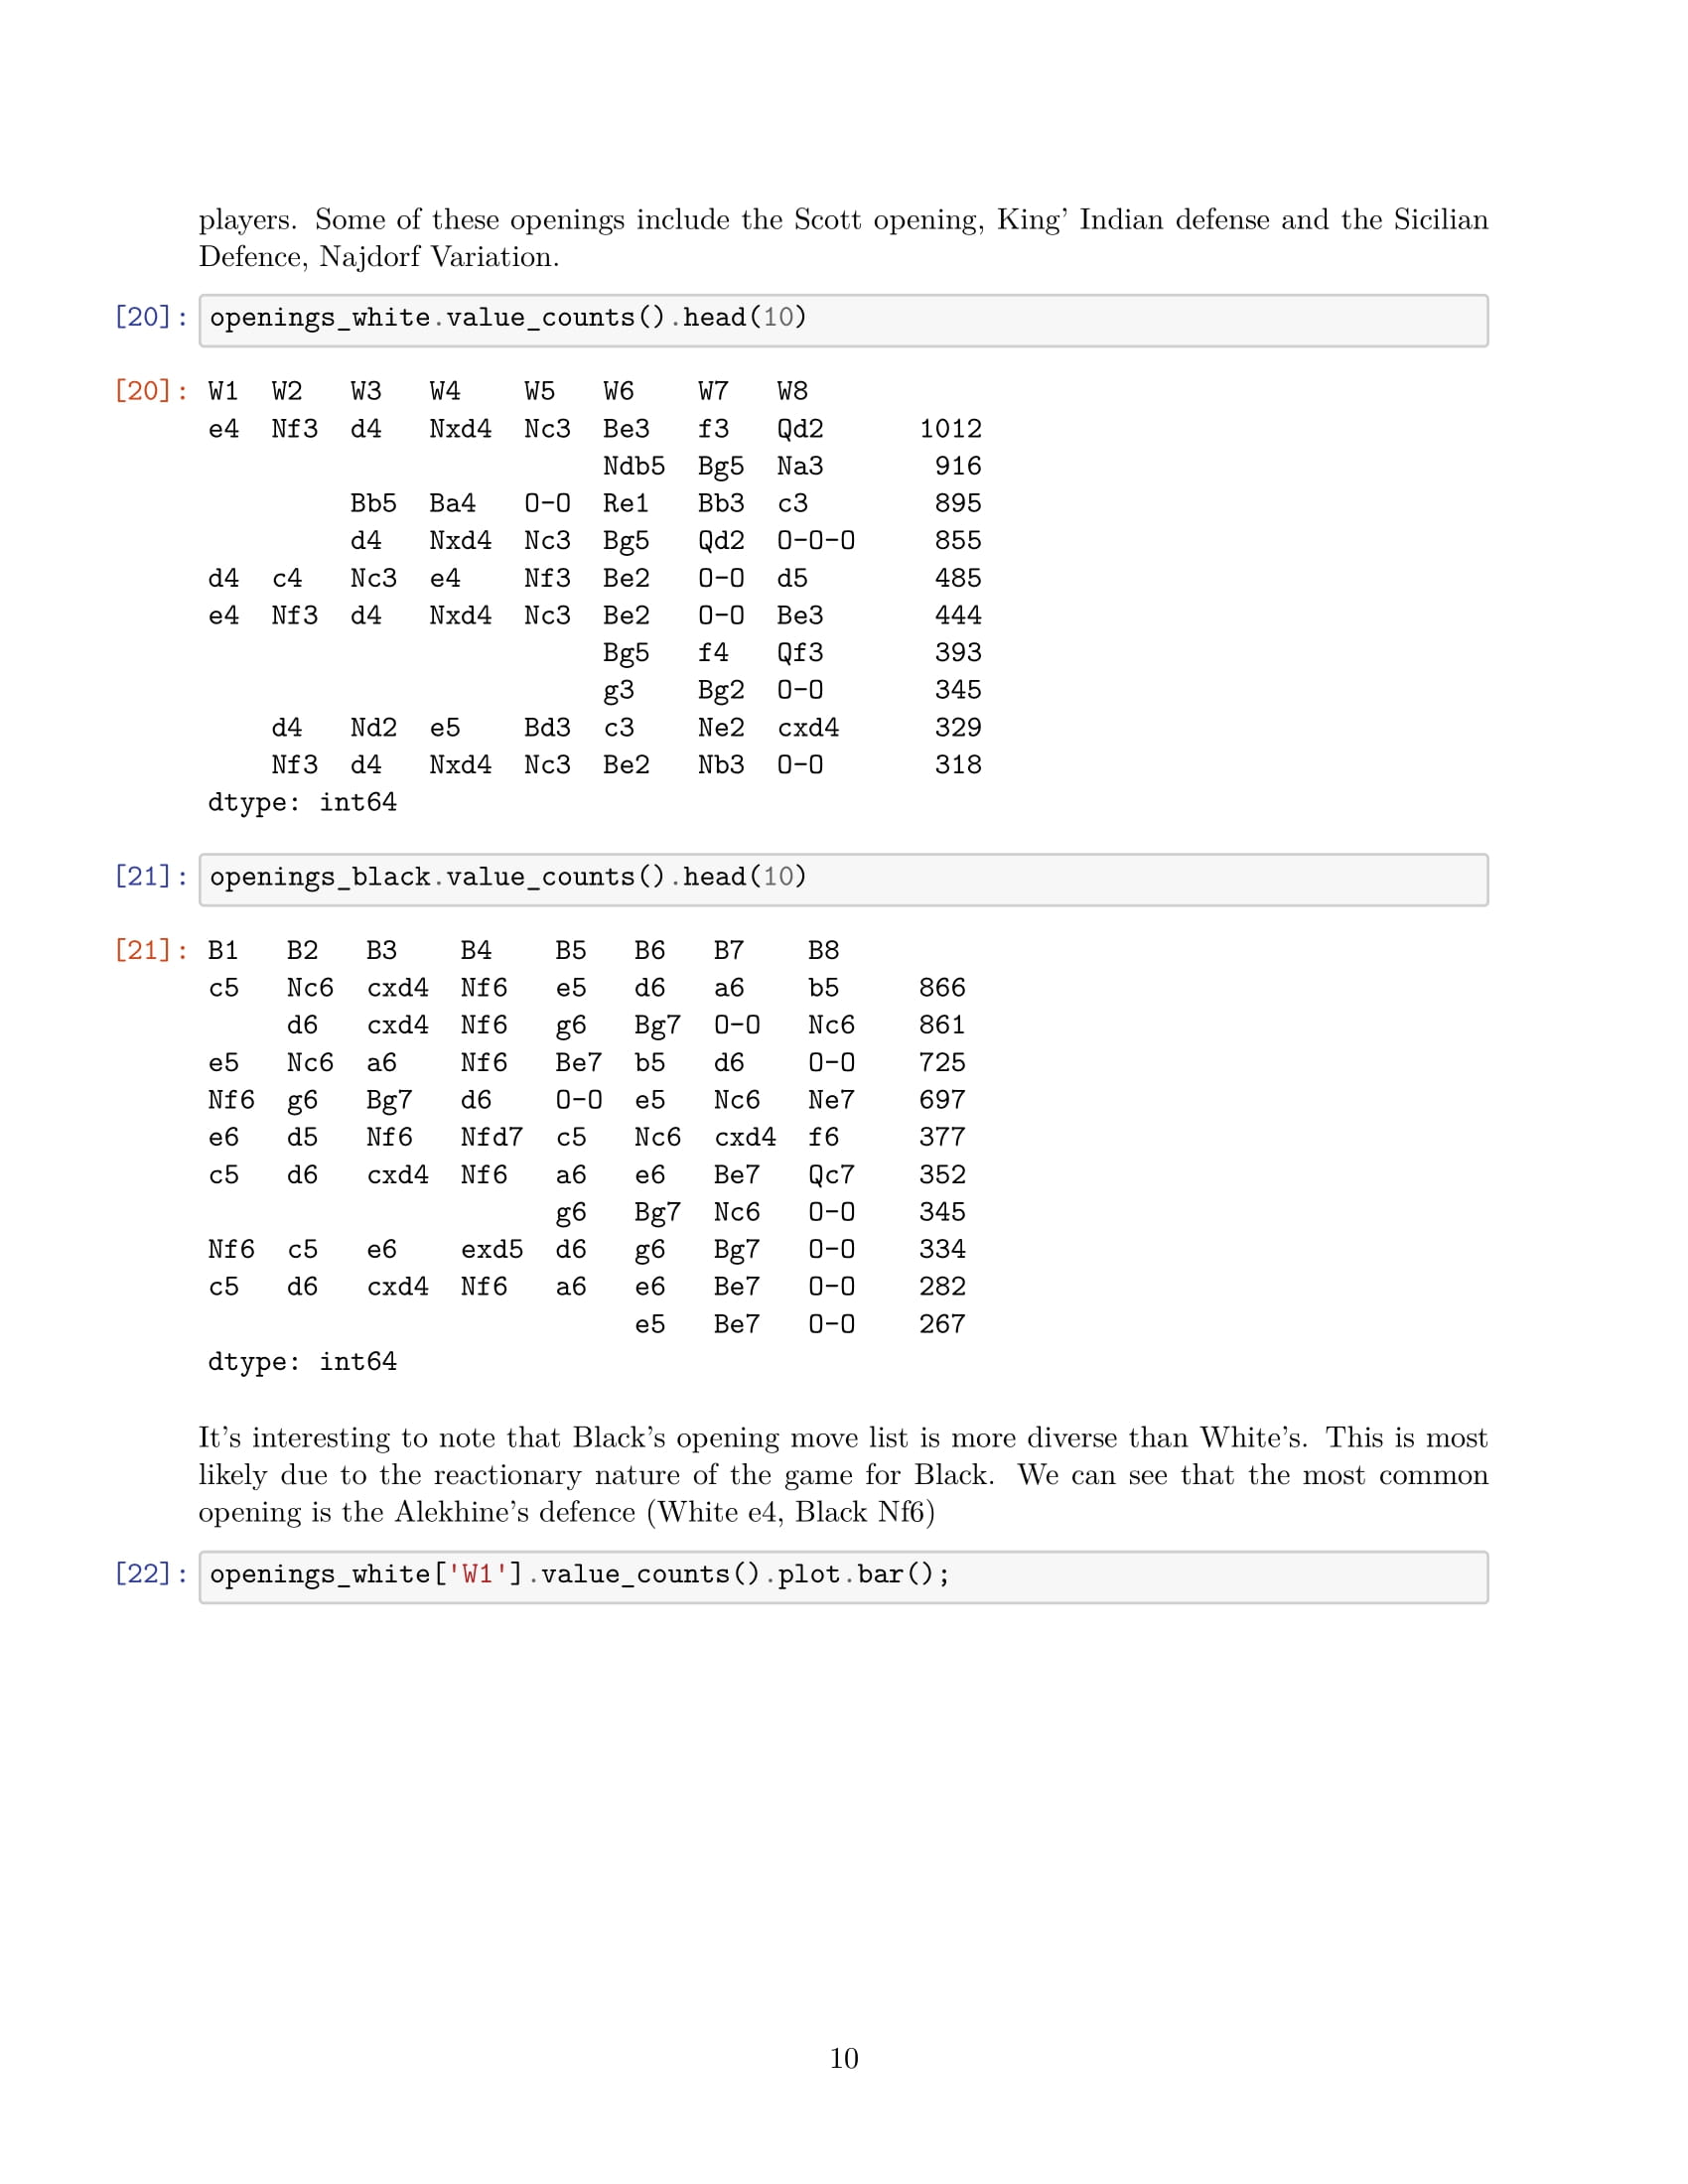 players. Some of these openings include the Scott opening, King' Indian defense and the Sicilian
Defence, Najdorf Variation.
[20]: openings_white.value_counts().head(10)
[20]: W1  W2   W3   W4    W5   W6    W7   W8
e4  Nf3  d4   Nxd4  Nc3  Be3   f3   Qd2      1012
                         Ndb5  Bg5  Na3       916
         Bb5  Ba4   O-O  Re1   Bb3  c3        895
         d4   Nxd4  Nc3  Bg5   Qd2  O-O-O     855
d4  c4   Nc3  e4    Nf3  Be2   O-O  d5        485
e4  Nf3  d4   Nxd4  Nc3  Be2   O-O  Be3       444
                         Bg5   f4   Qf3       393
                         g3    Bg2  O-O       345
    d4   Nd2  e5    Bd3  c3    Ne2  cxd4      329
    Nf3  d4   Nxd4  Nc3  Be2   Nb3  O-O       318
dtype: int64
[21]: openings_black.value_counts().head(10)
[21]: B1   B2   B3    B4    B5   B6   B7    B8
c5   Nc6  cxd4  Nf6   e5   d6   a6    b5     866
     d6   cxd4  Nf6   g6   Bg7  O-O   Nc6    861
e5   Nc6  a6    Nf6   Be7  b5   d6    O-O    725
Nf6  g6   Bg7   d6    O-O  e5   Nc6   Ne7    697
e6   d5   Nf6   Nfd7  c5   Nc6  cxd4  f6     377
c5   d6   cxd4  Nf6   a6   e6   Be7   Qc7    352
                      g6   Bg7  Nc6   O-O    345
Nf6  c5   e6    exd5  d6   g6   Bg7   O-O    334
c5   d6   cxd4  Nf6   a6   e6   Be7   O-O    282
                           e5   Be7   O-O    267
dtype: int64
It's interesting to note that Black's opening move list is more diverse than White's. This is most
likely due to the reactionary nature of the game for Black. We can see that the most common
opening is the Alekhine's defence (White e4, Black Nf6)
[22]: openings_white['W1'].value_counts().plot.bar();
10